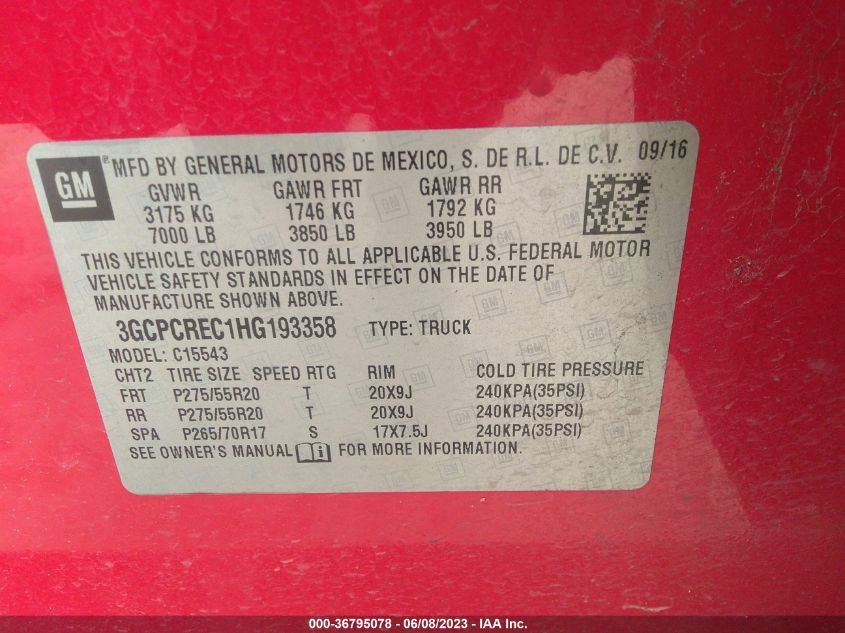 GM® MFD BY GENERAL MOTORS DE MEXICO, S. DE R.L. DE C.V. 09/16
GVWR GAWR FRT GAWR RR
3175 KG 1746 KG 1792 KG
7000 LB 3850 LB 3950 LB
THIS VEHICLE CONFORMS TO ALL APPLICABLE U.S. FEDERAL MOTOR
VEHICLE SAFETY STANDARDS IN EFFECT ON THE DATE OF
MANUFACTURE SHOWN ABOVE.
3GCPCREC1HG193358 TYPE: TRUCK
MODEL: C15543
CHT2 TIRE SIZE SPEED RTG RIM COLD TIRE PRESSURE
FRT P275/55R20 T 20X9J 240KPA(35PSI)
RR P275/55R20 T 20X9J 240KPA(35PSI)
SPA P265/70R17 S 17X7.5J 240KPA(35PSI)
SEE OWNER'S MANUAL FOR MORE INFORMATION.
000-36795078 - 06/08/2023 - IAA Inc.